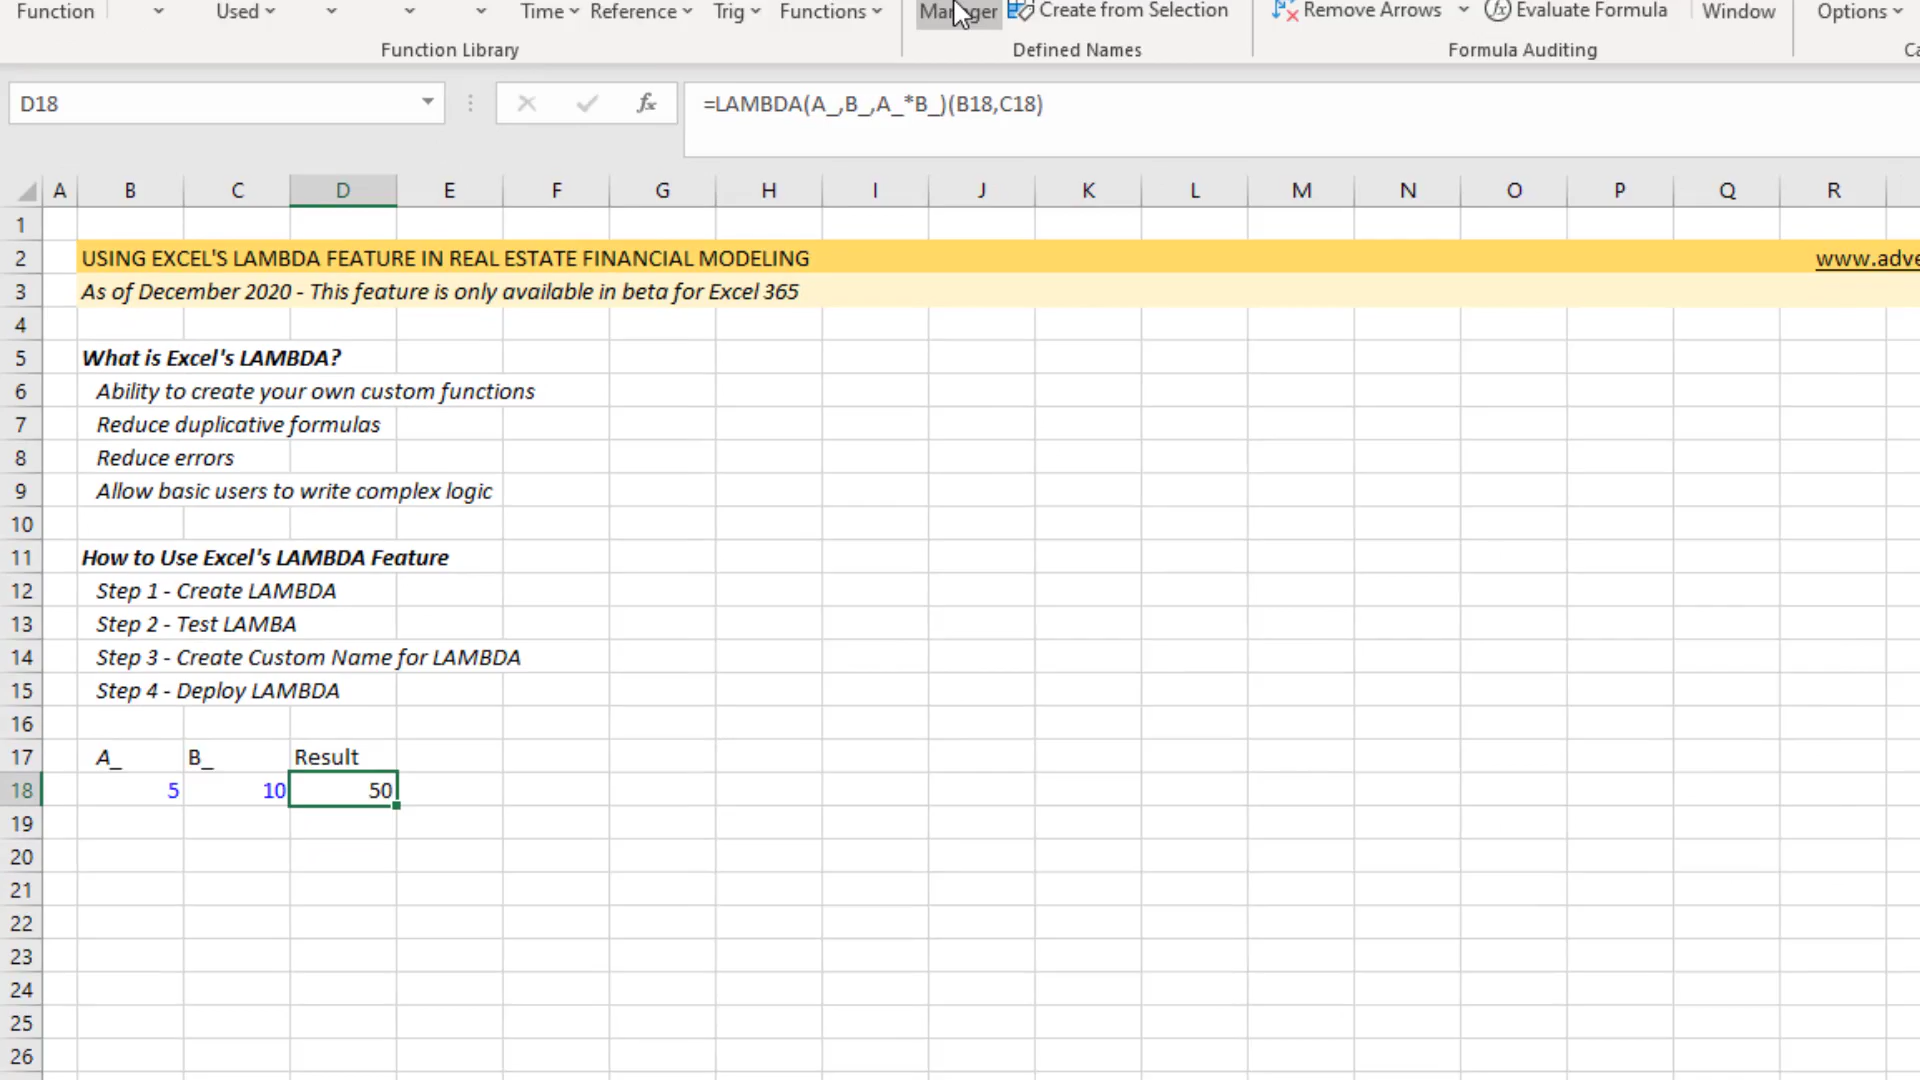 Function Used Time Reference Trig Functions Manager Create from Selection Remove Arrows Evaluate Formula Window Options
Function Library Defined Names Formula Auditing
D18 fx =LAMBDA(A_,B_,A_*B_)(B18,C18)
A B C D E F G H I J K L M N O P Q R
1
2 USING EXCEL'S LAMBDA FEATURE IN REAL ESTATE FINANCIAL MODELING www.adve
3 As of December 2020 - This feature is only available in beta for Excel 365
4
5 What is Excel's LAMBDA?
6 Ability to create your own custom functions
7 Reduce duplicative formulas
8 Reduce errors
9 Allow basic users to write complex logic
10
11 How to Use Excel's LAMBDA Feature
12 Step 1 - Create LAMBDA
13 Step 2 - Test LAMBA
14 Step 3 - Create Custom Name for LAMBDA
15 Step 4 - Deploy LAMBDA
16
17 A_ B_ Result
18 5 10 50
19
20
21
22
23
24
25
26